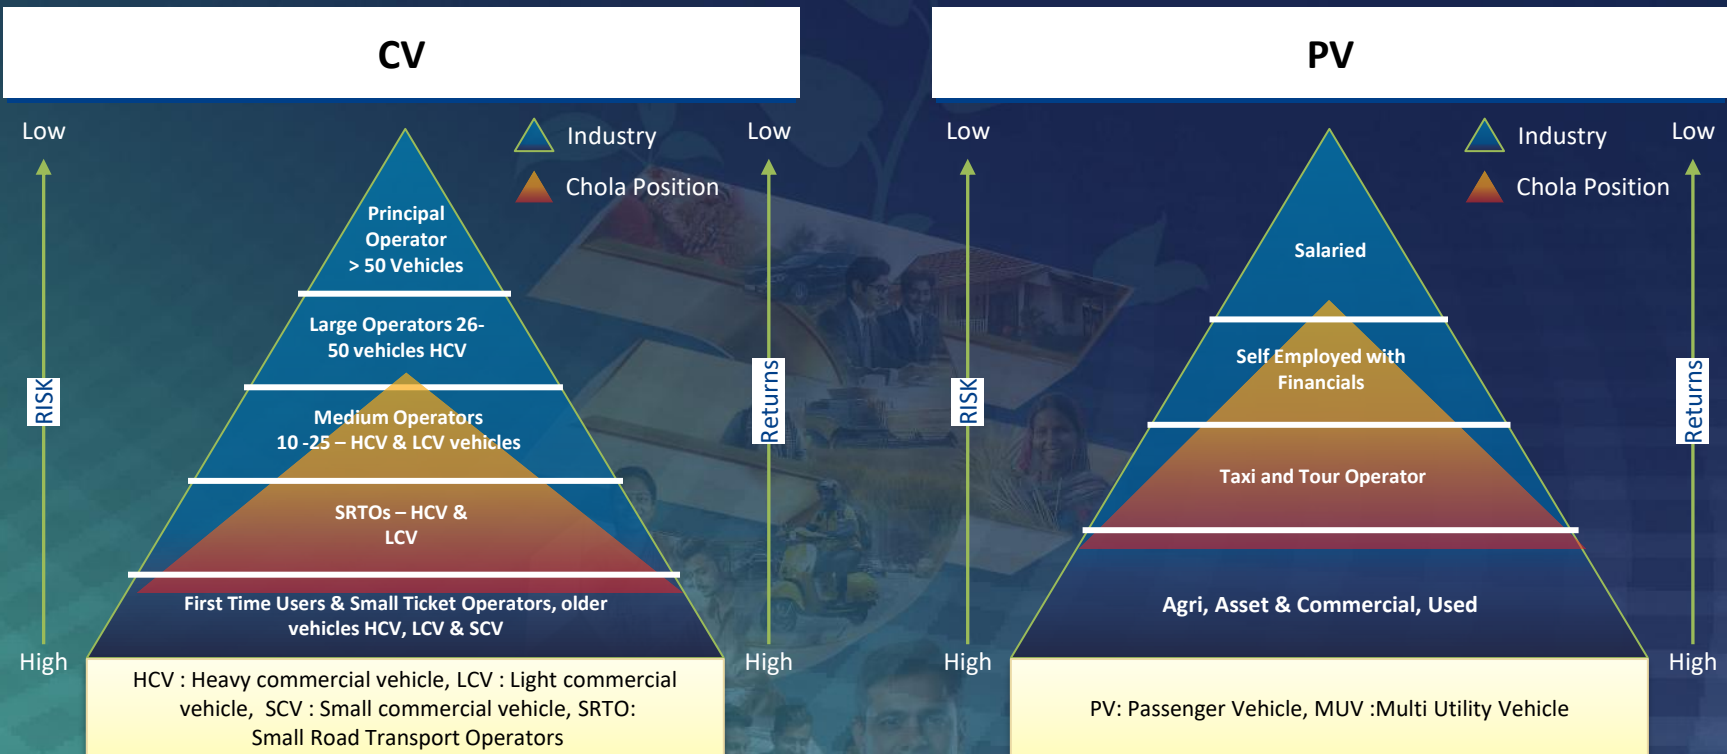 CV
Low
Industry
Chola Position
Low
Principal
Operator
> 50 Vehicles
Large Operators 26-
50 vehicles HCV
RISK
Returns
Medium Operators
10 -25 – HCV & LCV vehicles
SRTOs – HCV &
LCV
First Time Users & Small Ticket Operators, older
vehicles HCV, LCV & SCV
High
High
HCV : Heavy commercial vehicle, LCV : Light commercial
vehicle,  SCV : Small commercial vehicle, SRTO:
Small Road Transport Operators
PV
Low
Industry
Chola Position
Low
Salaried
Self Employed with
Financials
RISK
Returns
Taxi and Tour Operator
Agri, Asset & Commercial, Used
High
High
PV: Passenger Vehicle, MUV :Multi Utility Vehicle